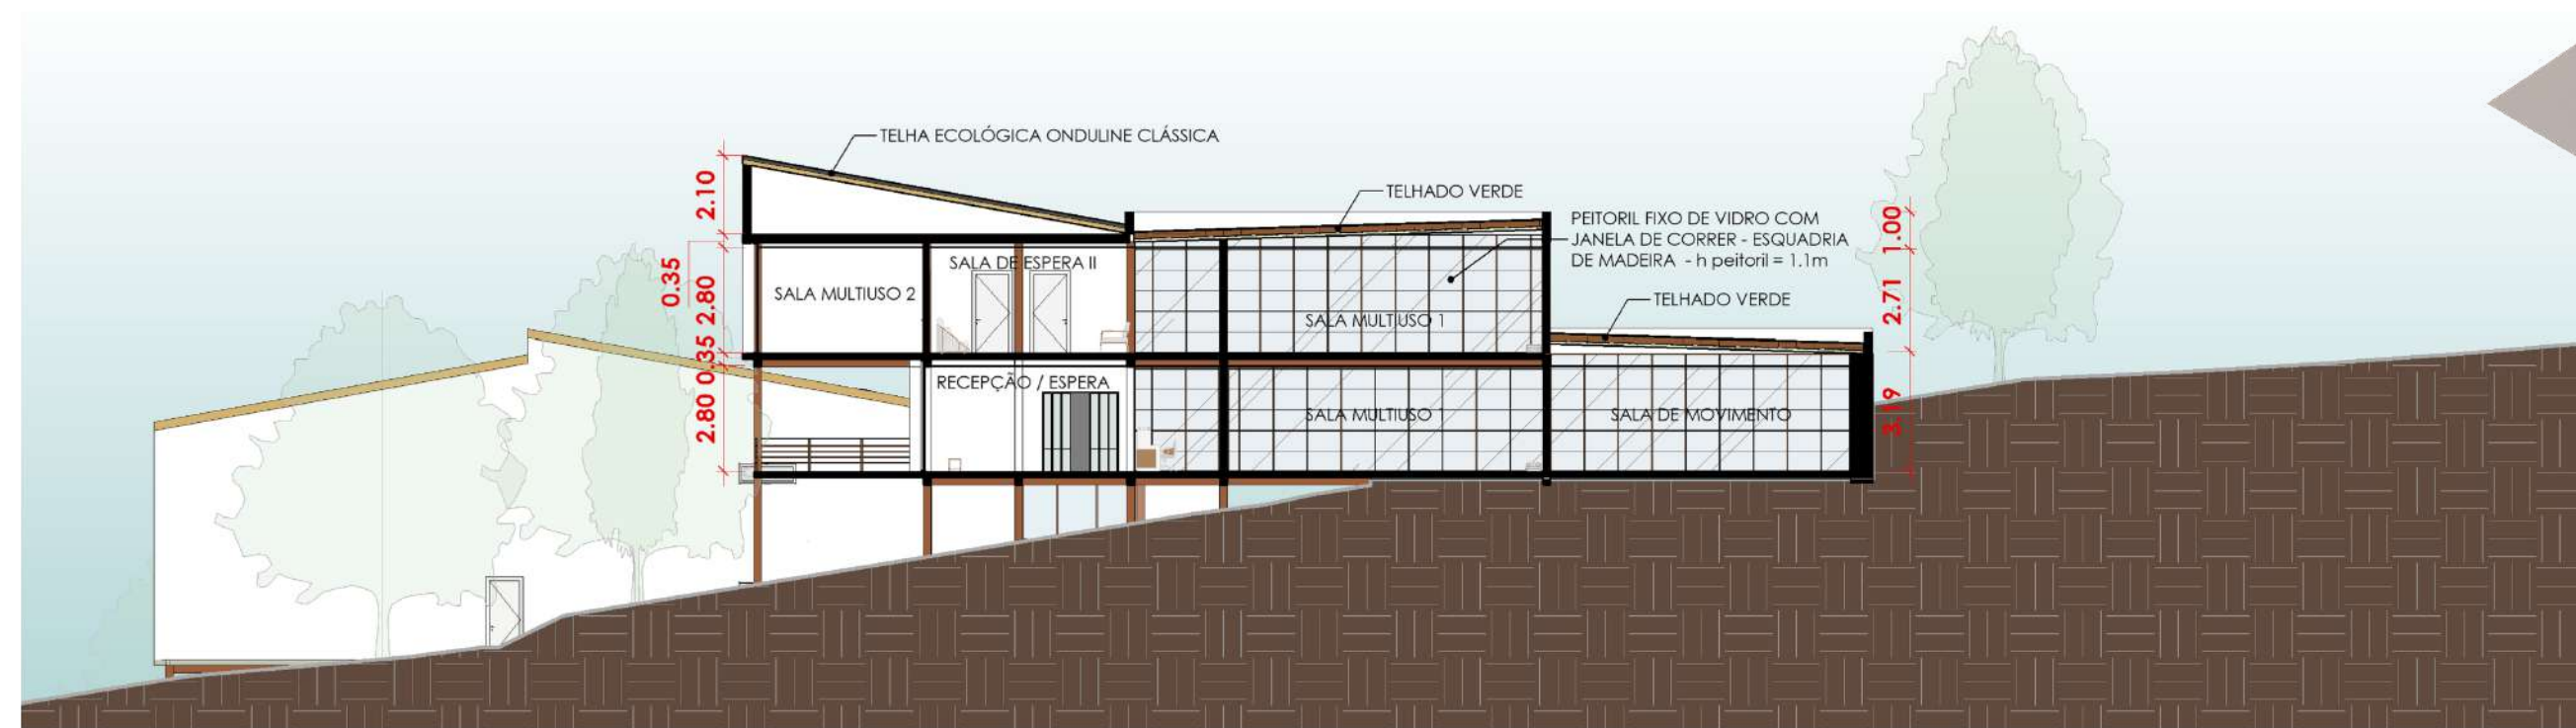 TELHA ECOLÓGICA ONDULINE CLÁSSICA
2.10
TELHADO VERDE
PEITORIL FIXO DE VIDRO COM
JANELA DE CORRER - ESQUADRIA
DE MADEIRA - h peitoril = 1.1m
1.00
0.35
2.80
SALA MULTIUSO 2
SALA DE ESPERA II
SALA MULTIUSO 1
TELHADO VERDE
2.71
0.35
2.80
RECEPÇÃO / ESPERA
SALA MULTIUSO 1
SALA DE MOVIMENTO
3.19